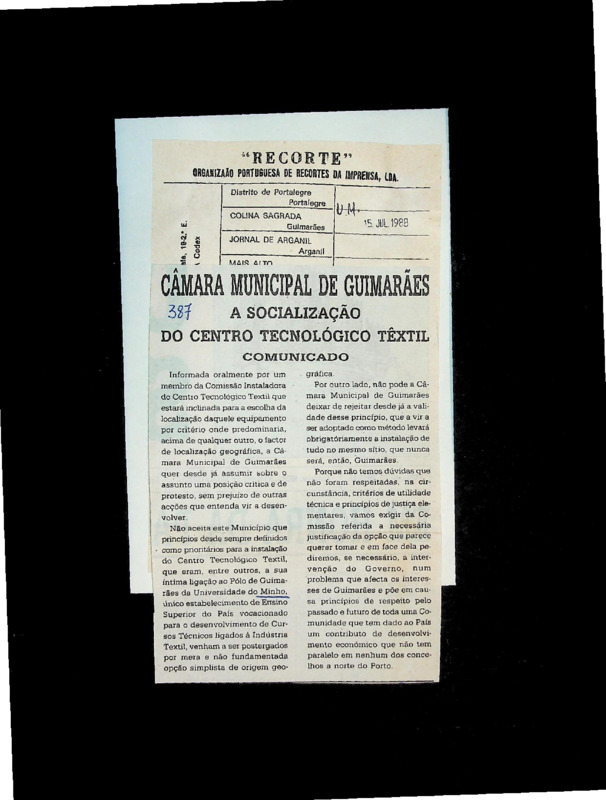 "RECORTE"
ORGANIZAÃO PORTUGUESA DE RECORTES DA IMPRENSA, LDA.
Distrito de Portalegre
Portalegre
COLINA SAGRADA
Guimarães
JORNAL DE ARGANIL
Arganil
MAIS ALTO
U.M.
15 JUL 1988
19-2.º E.
Codex
CÂMARA MUNICIPAL DE GUIMARÃES
387
A SOCIALIZAÇÃO
DO CENTRO TECNOLÓGICO TÊXTIL
COMUNICADO
Informada oralmente por um
membro da Comissão Instaladora
do Centro Tecnológico Textil que
estará inclinada para a escolha da
localização daquele equipamento
por critério onde predominaria,
acima de qualquer outro, o factor
de localização geográfica, a Câ-
mara Municipal de Guimarães
quer desde já assumir sobre o
assunto uma posição crítica e de
protesto, sem prejuízo de outras
acções que entenda vir a desen-
volver.
Não aceita este Município que
princípios desde sempre definidos
como prioritários para a instalação
do Centro Tecnológico Textil,
que eram, entre outros, a sua
íntima ligação ao Pólo de Guima-
rães da Universidade do Minho,
único estabelecimento de Ensino
Superior do País vocacionado
para o desenvolvimento de Cur-
sos Técnicos ligados à Indústria
Textil, venham a ser postergados
por mera e não fundamentada
opção simplista de origem geo-
gráfica.
Por outro lado, não pode a Câ-
mara Municipal de Guimarães
deixar de rejeitar desde já a vali-
dade desse princípio, que a vir a
ser adoptado como método levará
obrigatóriamente a instalação de
tudo no mesmo sítio, que nunca
será, então, Guimarães.
Porque não temos dúvidas que
não foram respeitadas, na cir-
cunstância, critérios de utilidade
técnica e princípios de justiça ele-
mentares, vamos exigir da Co-
missão referida a necessária
justificação da opção que parece
querer tomar e em face dela pe-
diremos, se necessário, a inter-
venção do Governo, num
problema que afecta os interes-
ses de Guimarães e põe em cau-
sa princípios de respeito pelo
passado e futuro de toda uma Co-
munidade que tem dado ao País
um contributo de desenvolvi-
mento económico que não tem
paralelo em nenhum dos conce-
lhos a norte do Porto.